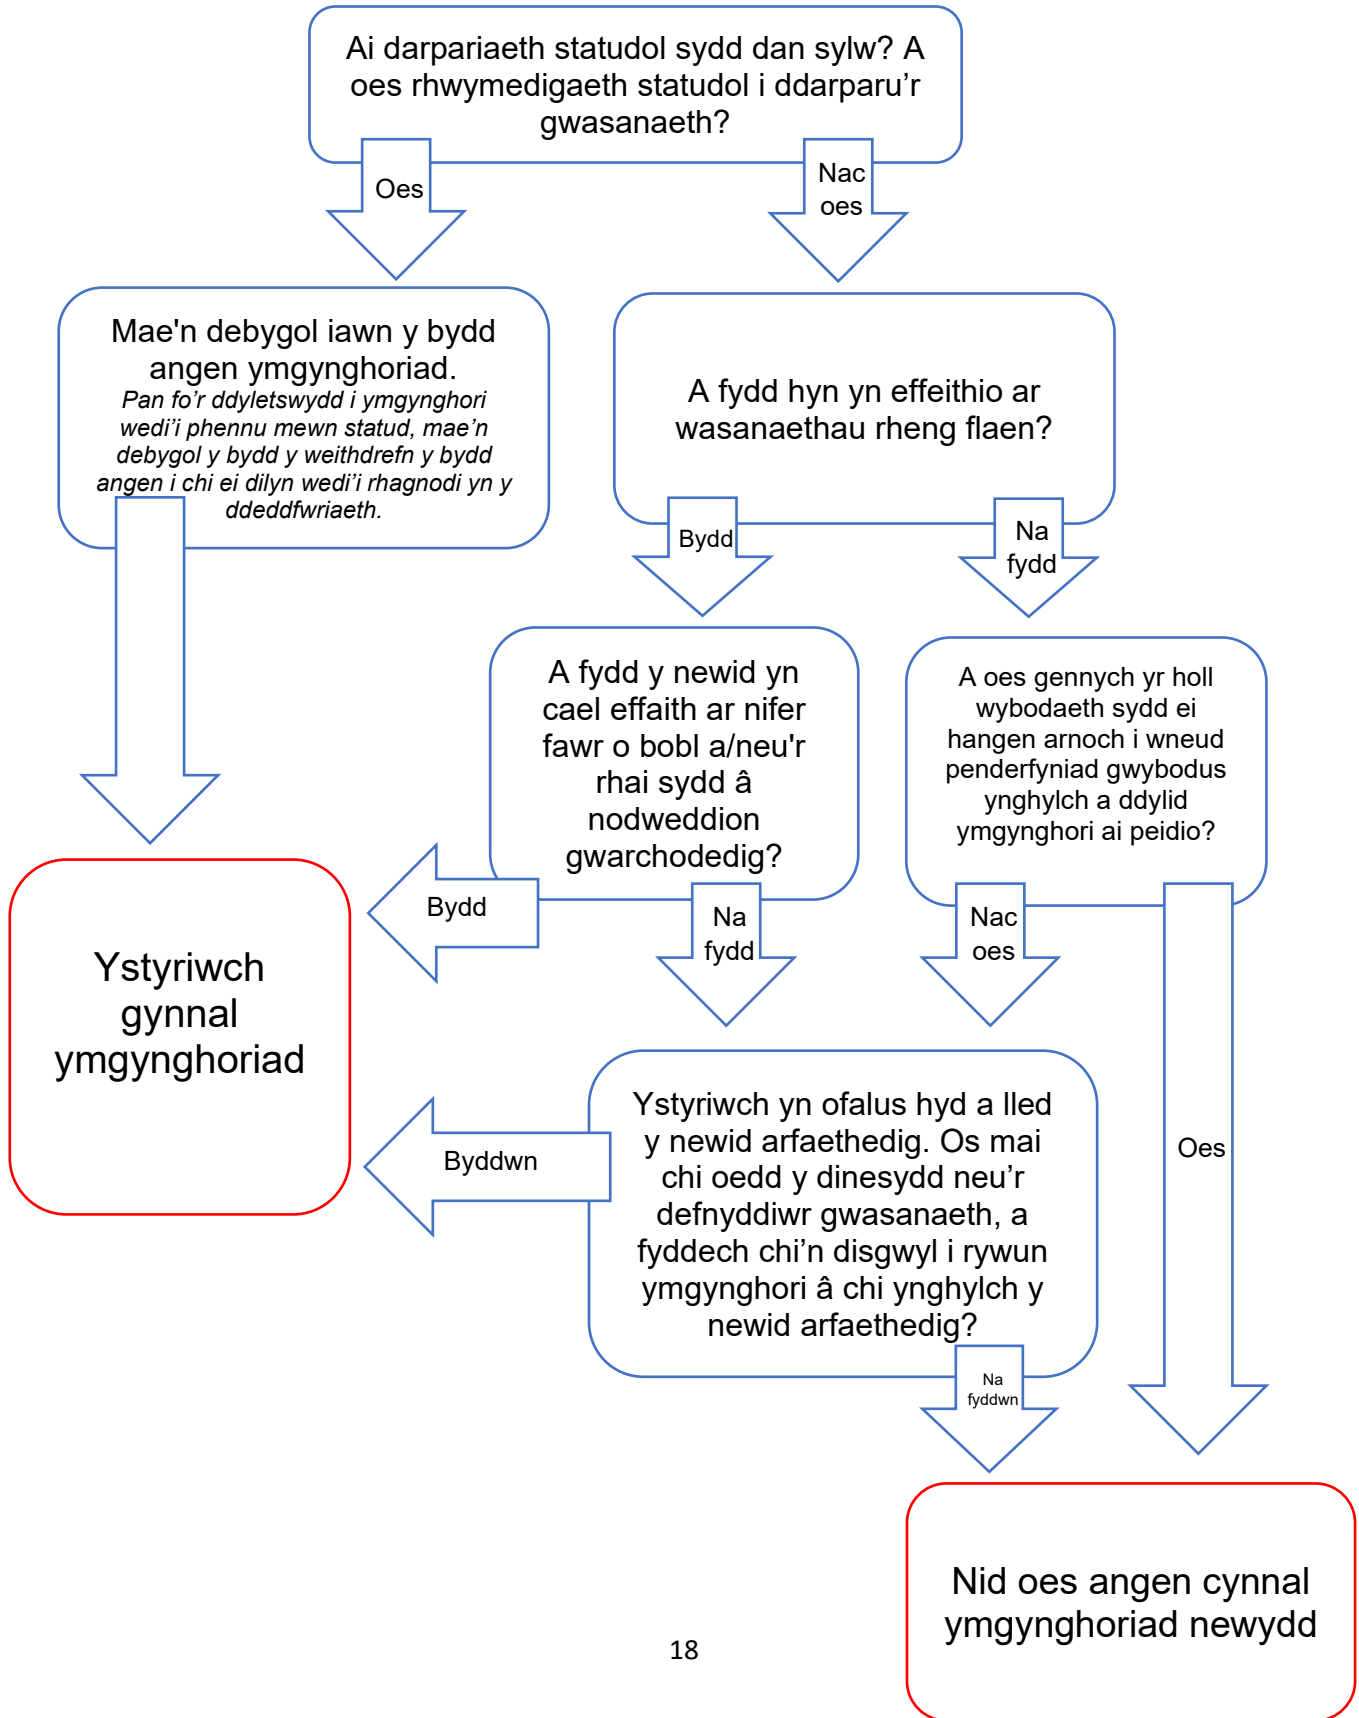 Ai darpariaeth statudol sydd dan sylw? A
oes rhwymedigaeth statudol i ddarparu’r
gwasanaeth?
Oes
Nac
oes
Mae'n debygol iawn y bydd
angen ymgynghoriad.
Pan fo’r ddyletswydd i ymgynghori
wedi’i phennu mewn statud, mae’n
debygol y bydd y weithdrefn y bydd
angen i chi ei dilyn wedi’i rhagnodi yn y
ddeddfwriaeth.
A fydd hyn yn effeithio ar
wasanaethau rheng flaen?
Bydd
Na
fydd
A fydd y newid yn
cael effaith ar nifer
fawr o bobl a/neu'r
rhai sydd â
nodweddion
gwarchodedig?
A oes gennych yr holl
wybodaeth sydd ei
hangen arnoch i wneud
penderfyniad gwybodus
ynghylch a ddylid
ymgynghori ai peidio?
Bydd
Na
fydd
Nac
oes
Oes
Ystyriwch
gynnal
ymgynghoriad
Ystyriwch yn ofalus hyd a lled
y newid arfaethedig. Os mai
chi oedd y dinesydd neu’r
defnyddiwr gwasanaeth, a
fyddech chi’n disgwyl i rywun
ymgynghori â chi ynghylch y
newid arfaethedig?
Byddwn
Na
fyddwn
Nid oes angen cynnal
ymgynghoriad newydd
18